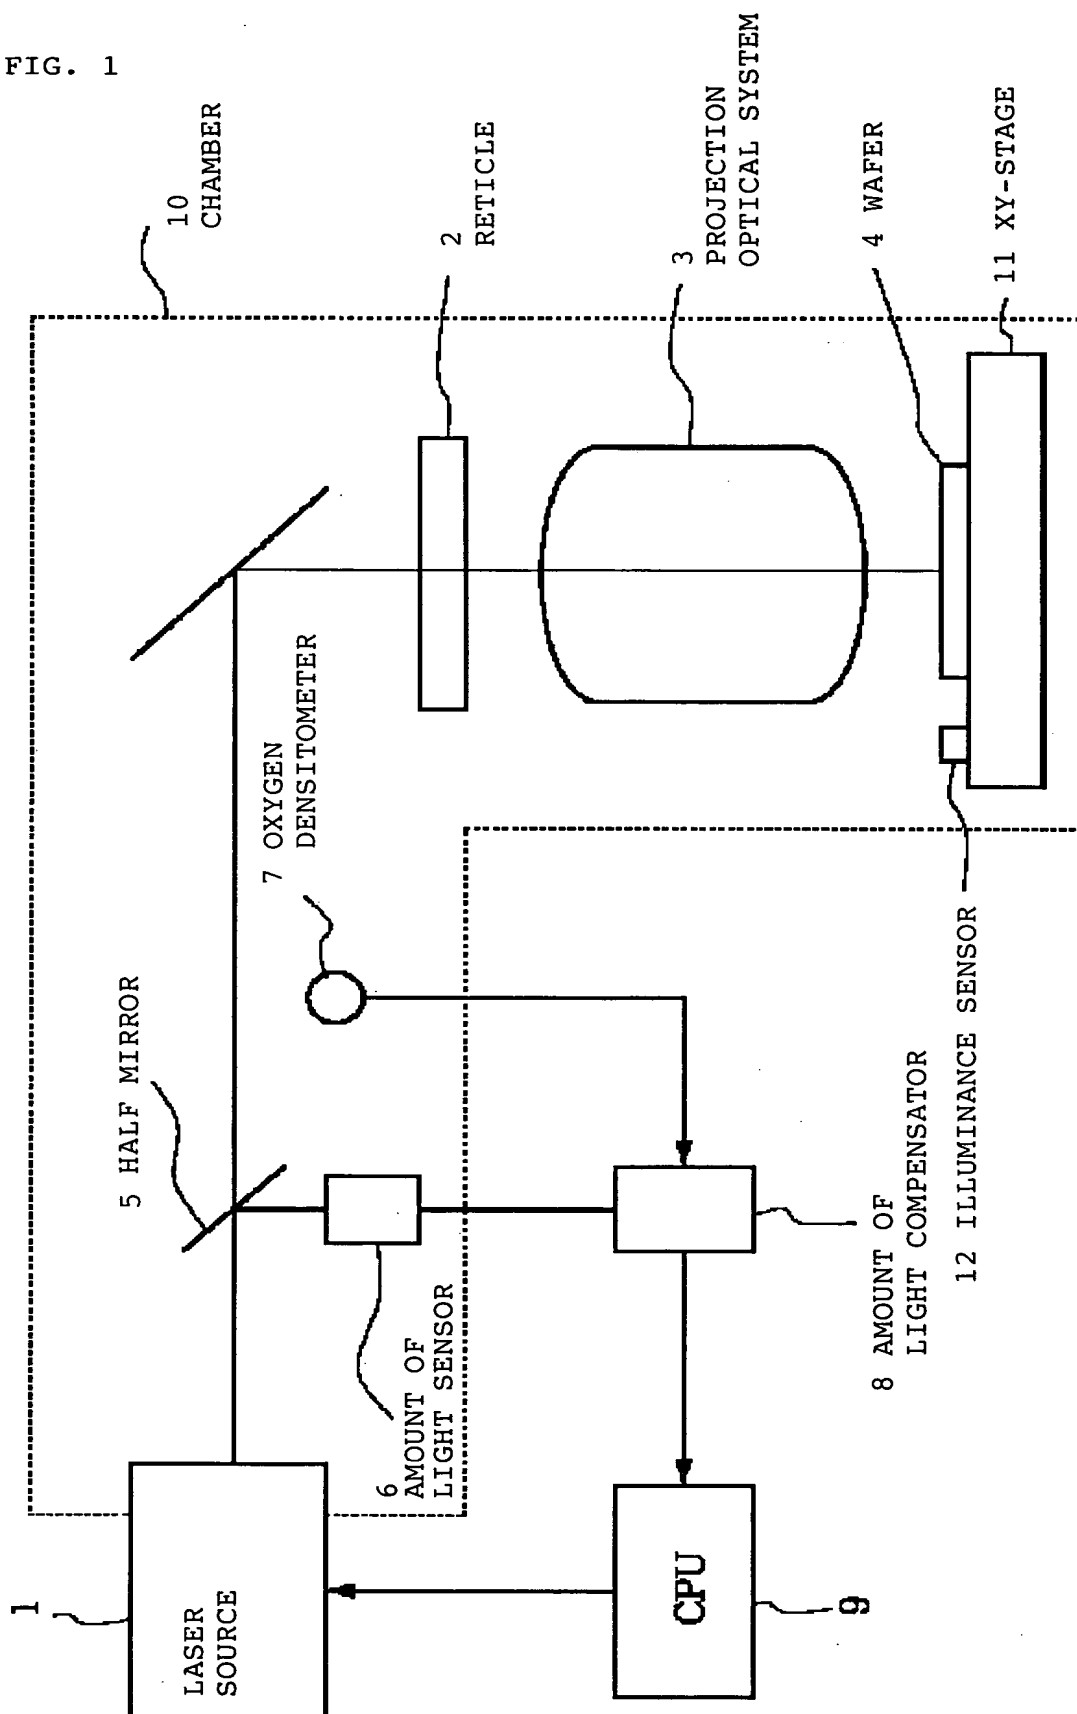 FIG. 1
10
CHAMBER
2
RETICLE
3
PROJECTION
OPTICAL SYSTEM
4 WAFER
11 XY-STAGE
7 OXYGEN
DENSITOMETER
5 HALF MIRROR
6
AMOUNT OF
LIGHT SENSOR
8 AMOUNT OF
LIGHT COMPENSATOR
12 ILLUMINANCE SENSOR
1
LASER
SOURCE
CPU
9